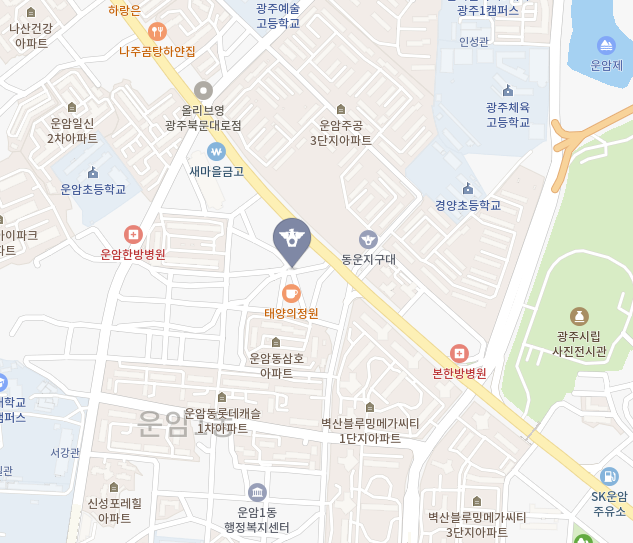 하랑은
광주예술
고등학교
광주1캠퍼스
나산건강
아파트
나주곰탕하얀집
인성관
운암제
올리브영
광주북문대로점
운암주공
3단지아파트
광주체육
고등학교
운암일신
2차아파트
새마을금고
운암초등학교
경양초등학교
아이파크
파트
운암한방병원
동운지구대
태양의정원
광주시립
사진전시관
운암동삼호
아파트
본한방병원
대학교
캠퍼스
운암동롯데캐슬
1차아파트
벽산블루밍메가씨티
1단지아파트
서강관
신성포레힐
아파트
운암1동
행정복지센터
SK운암
주유소
벽산블루밍메가씨티
3단지아파트